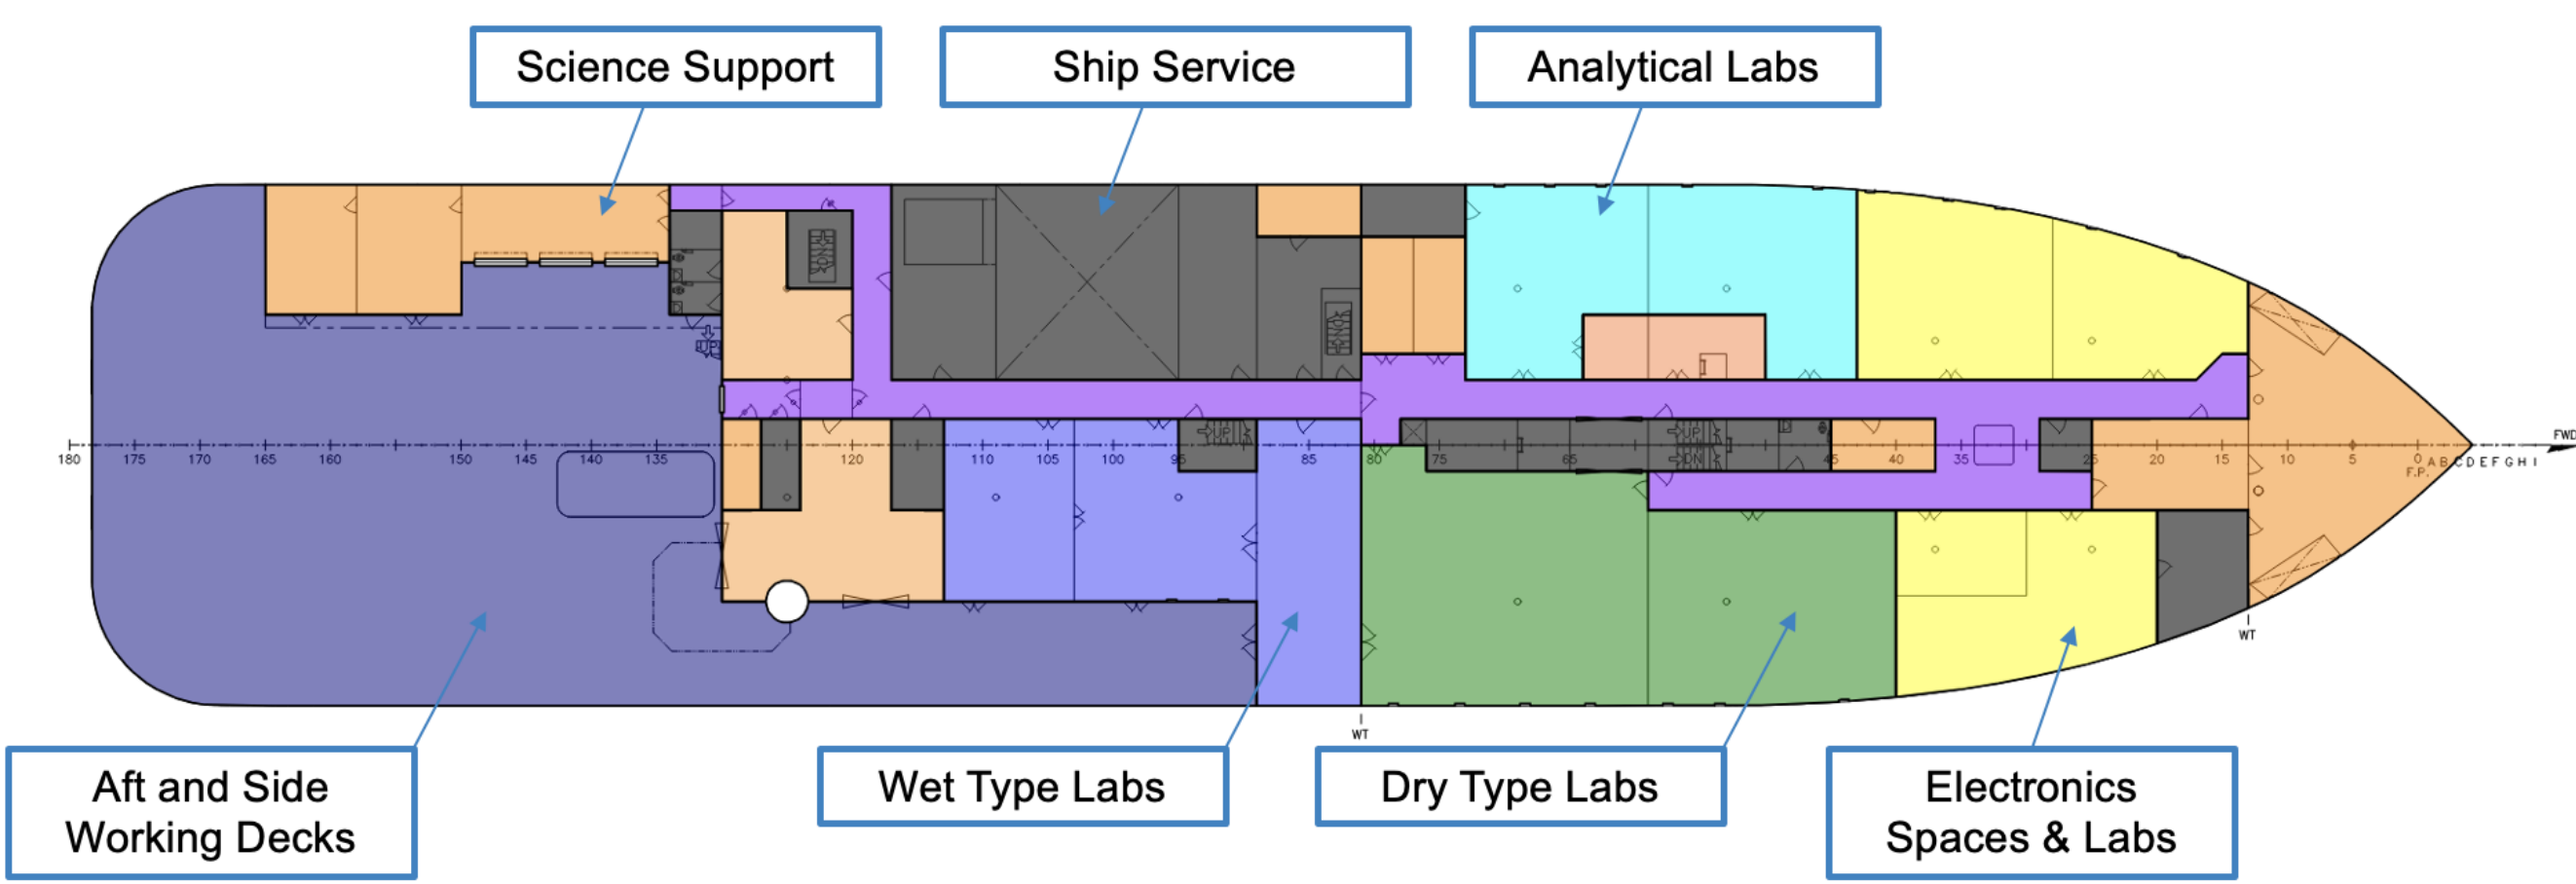 Science Support
Ship Service
Analytical Labs
UP
UP
UP
DN
FWD
180 175 170 165 160 150 145 140 135 120 110 105 100 95 85 80 75 65 45 40 35 25 20 15 10 5 0 A B C D E F G H I
F.P.
WT
WT
Aft and Side
Working Decks
Wet Type Labs
Dry Type Labs
Electronics
Spaces & Labs